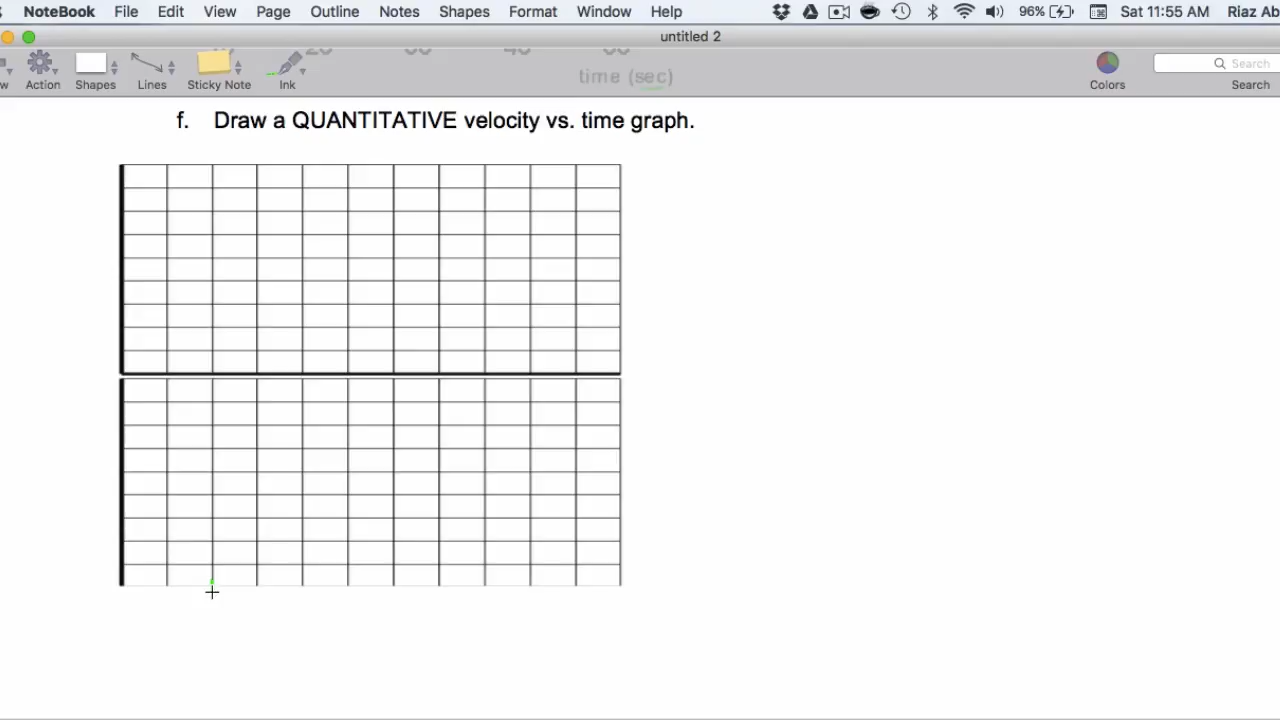 NoteBook File Edit View Page Outline Notes Shapes Format Window Help 96% Sat 11:55 AM Riaz Ab
untitled 2
time (sec)
w Action Shapes Lines Sticky Note Ink Colors Search
Search
f. Draw a QUANTITATIVE velocity vs. time graph.